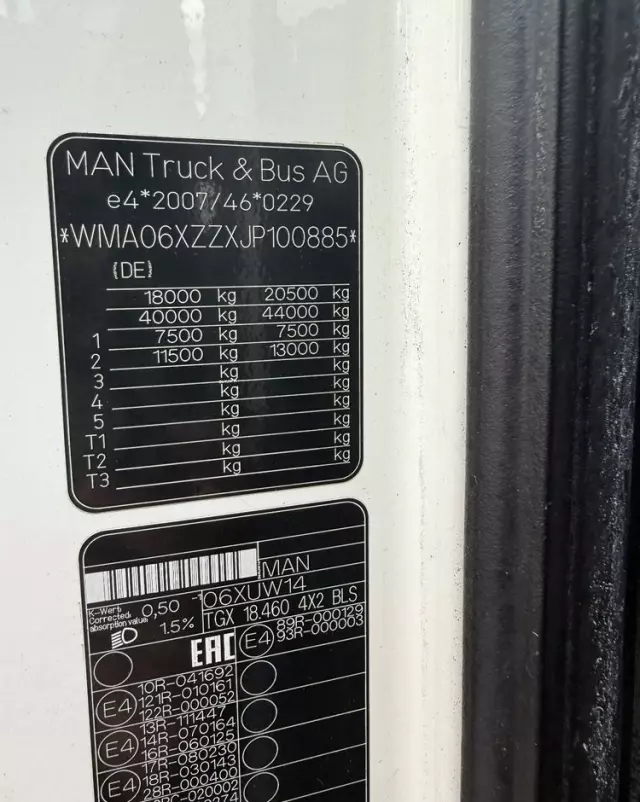 MAN Truck & Bus AG
e4*2007/46*0229
*WMA06XZZXJP100885*
(DE)
18000 kg 20500 kg
40000 kg 44000 kg
1 7500 kg 7500 kg
2 11500 kg 13000 kg
3 kg kg
4 kg kg
5 kg kg
T1 kg kg
T2 kg kg
T3 kg kg
MAN
06XUW14
TGX 18.460 4X2 BLS
K-Wert:
Corrected
absorption value:
0,50 -1
1.5%
EAC
E4 89R-000129
93R-000003
10R-041692
E4 121R-010161
122R-000052
13R-111447
E4 14R-070164
16R-060125
17R-080230
E4 18R-030143
28R-000400